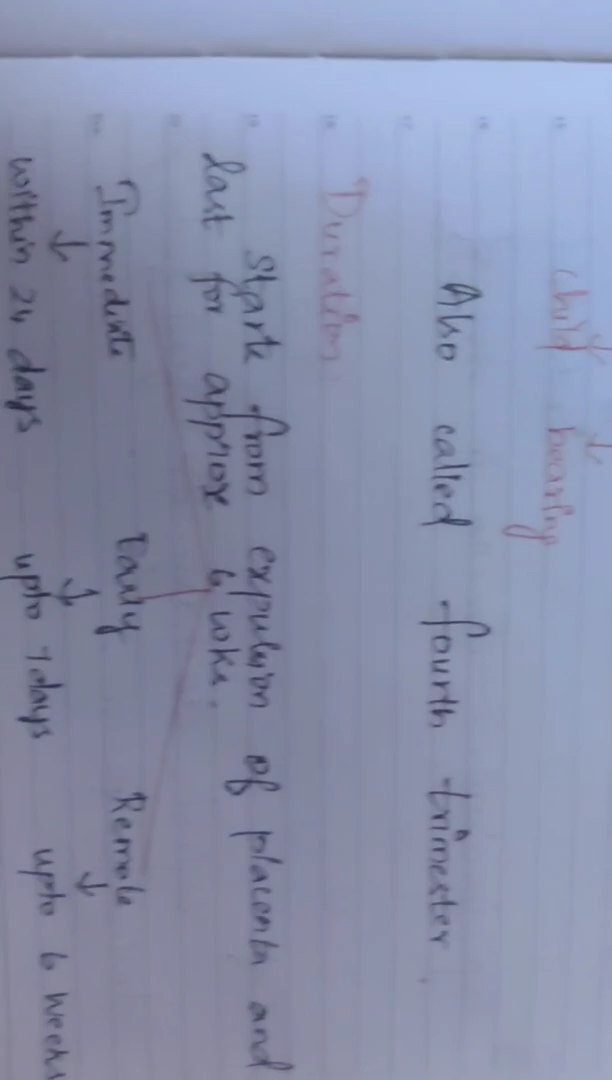 child bearing
Also called fourth trimester.
Duration
Starts from expulsion of placenta and
last for approx 6 wks.
Immediate Early Remote
↓ ↓ ↓
within 24 days upto 7 days upto 6 weeks